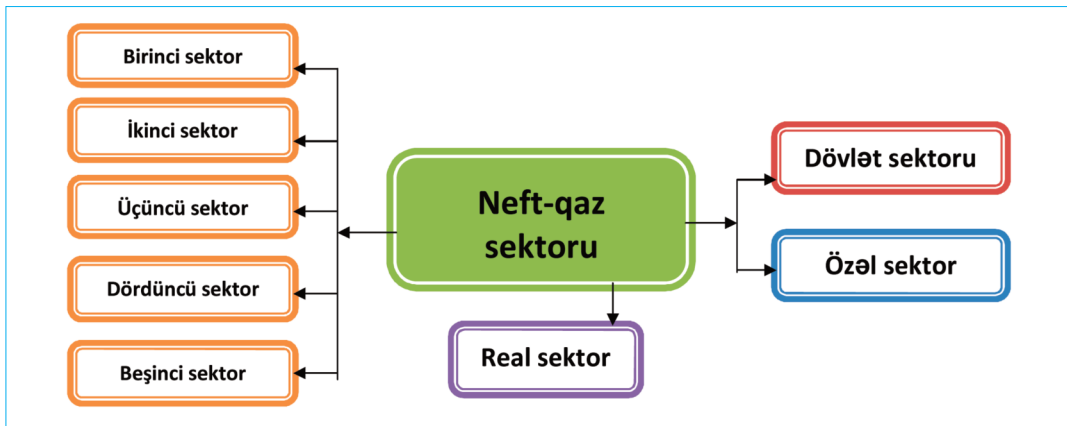 Birinci sektor
İkinci sektor
Üçüncü sektor
Dördüncü sektor
Beşinci sektor
Neft-qaz
sektoru
Real sektor
Dövlət sektoru
Özəl sektor